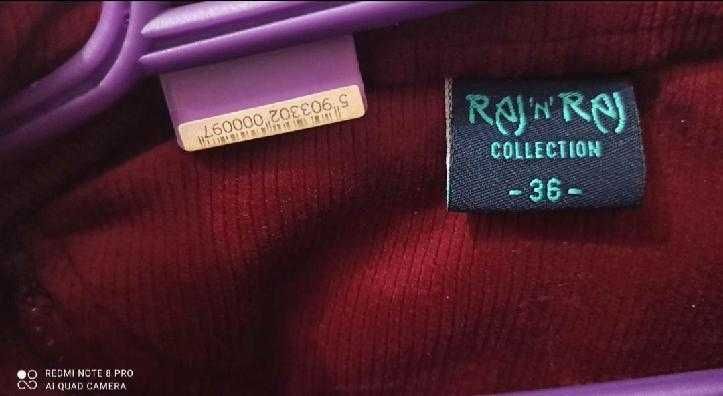 5 903302 000097
RAJ 'N' RAJ
COLLECTION
- 36 -
REDMI NOTE 8 PRO
AI QUAD CAMERA